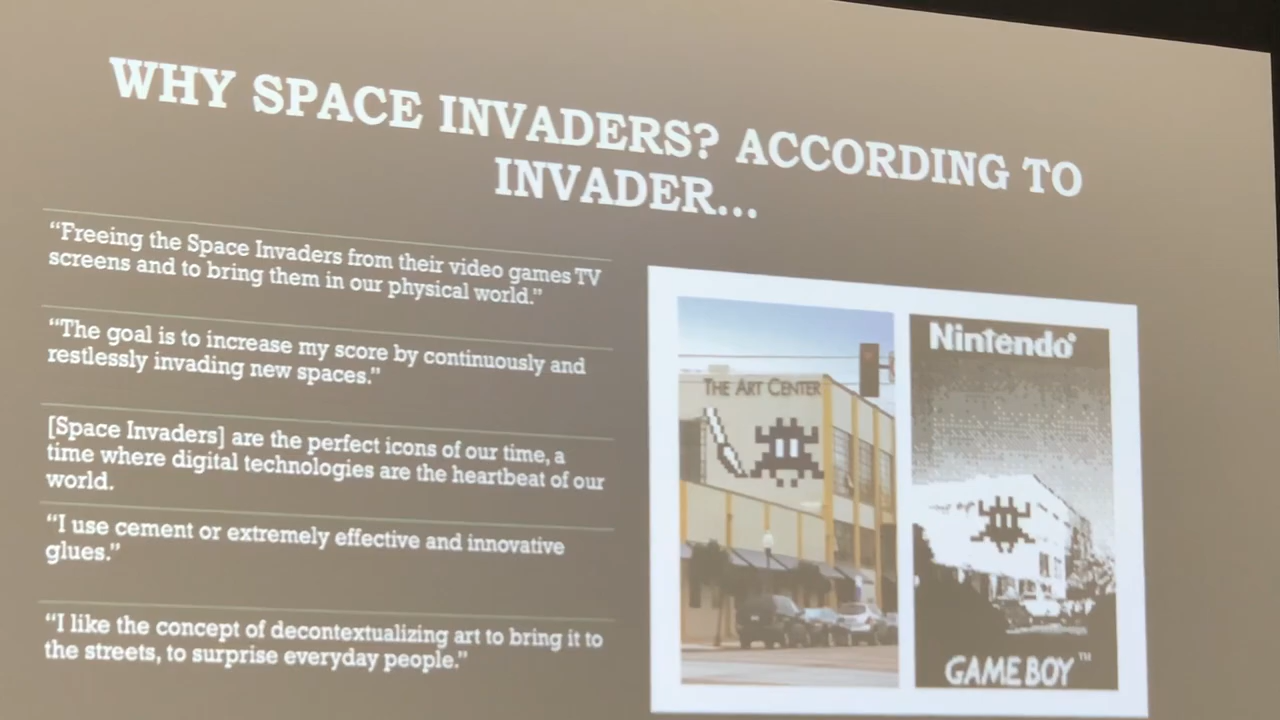 WHY SPACE INVADERS? ACCORDING TO
INVADER...
“Freeing the Space Invaders from their video games TV
screens and to bring them in our physical world.”
“The goal is to increase my score by continuously and
restlessly invading new spaces.”
[Space Invaders] are the perfect icons of our time, a
time where digital technologies are the heartbeat of our
world.
“I use cement or extremely effective and innovative
glues.”
“I like the concept of decontextualizing art to bring it to
the streets, to surprise everyday people.”
THE ART CENTER
Nintendo®
GAME BOY™